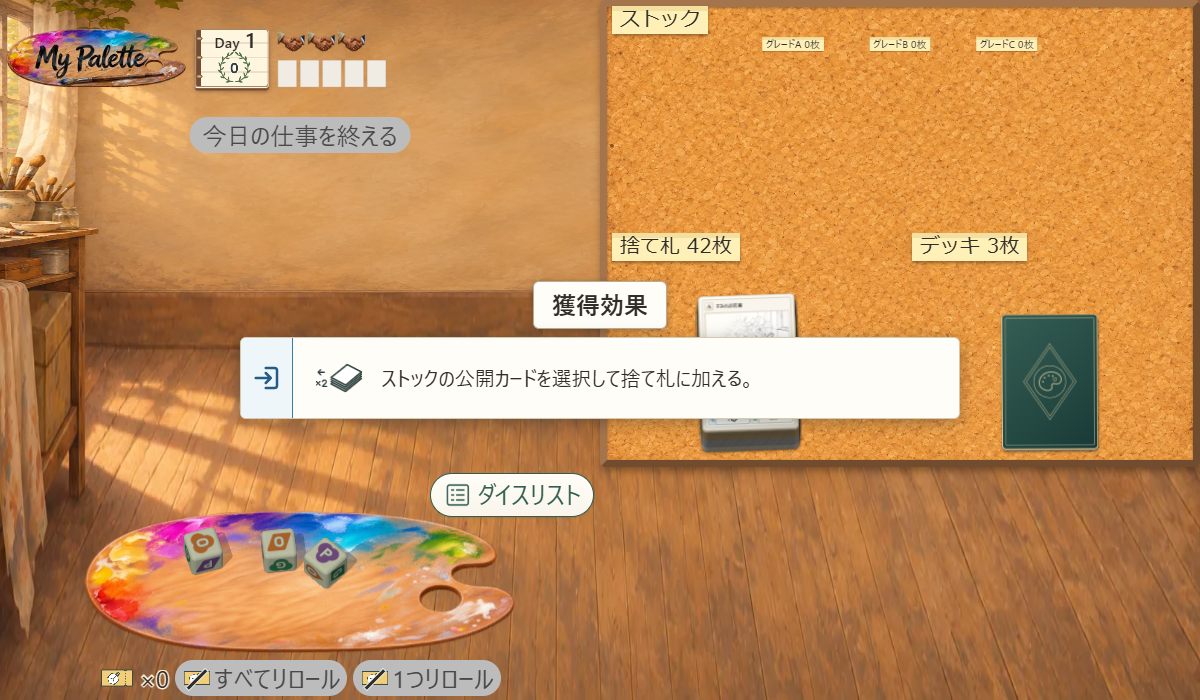 My Palette
Day 1
0
今日の仕事を終える
ストック
グレードA 0枚
グレードB 0枚
グレードC 0枚
捨て札 42枚
デッキ 3枚
獲得効果
×2
ストックの公開カードを選択して捨て札に加える。
ダイスリスト
O
P
O
G
P
×0
すべてリロール
1つリロール